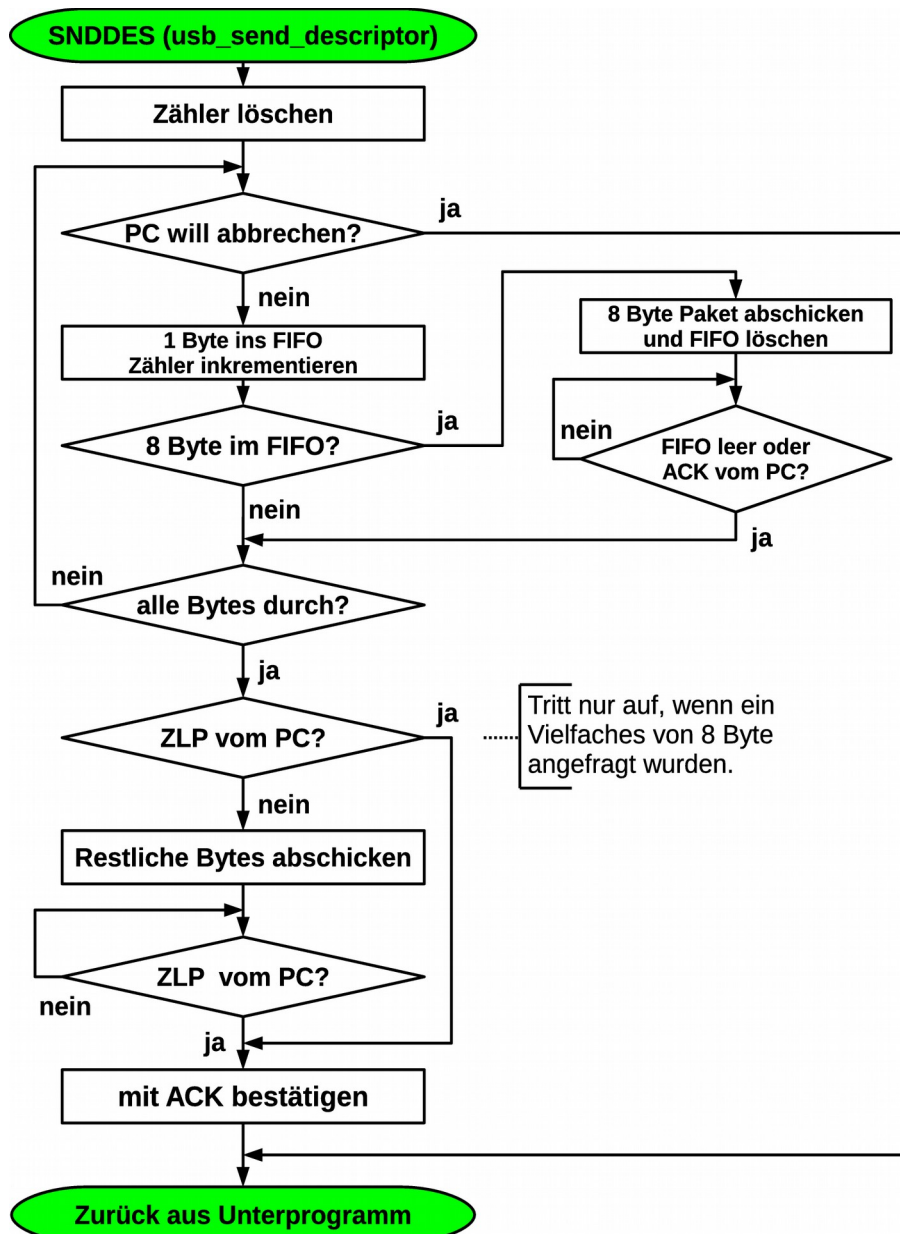 SNDDES (usb_send_descriptor)
Zähler löschen
PC will abbrechen?
ja
nein
1 Byte ins FIFO
Zähler inkrementieren
8 Byte Paket abschicken
und FIFO löschen
8 Byte im FIFO?
ja
nein
FIFO leer oder
ACK vom PC?
nein
ja
nein
alle Bytes durch?
ja
ZLP vom PC?
ja
Tritt nur auf, wenn ein
Vielfaches von 8 Byte
angefragt wurden.
nein
Restliche Bytes abschicken
ZLP vom PC?
nein
ja
mit ACK bestätigen
Zurück aus Unterprogramm